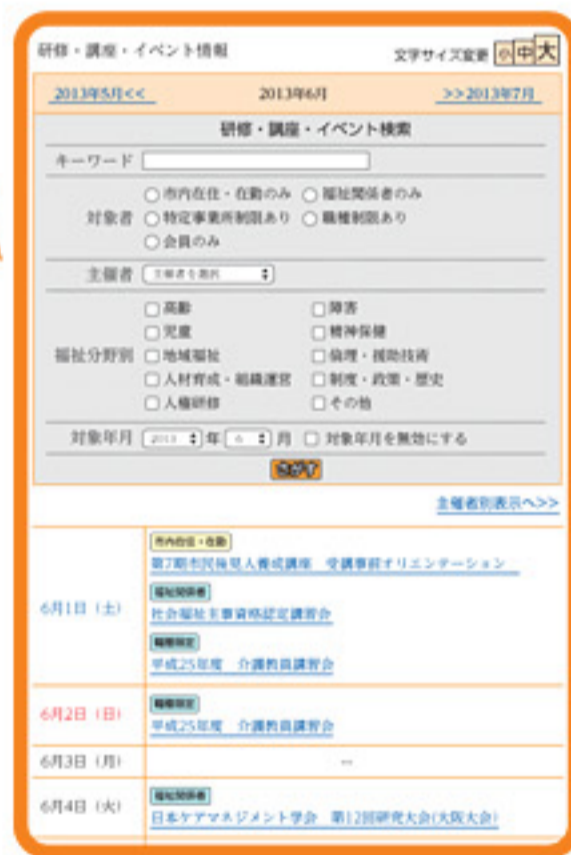 研修・講座・イベント情報
文字サイズ変更 小 中 大
2013年5月<< 2013年6月 >>2013年7月
研修・講座・イベント検索
キーワード
対象者 市内在住・在勤のみ 福祉関係者のみ
特定事業所制限あり 職種制限あり
会員のみ
主催者 主催者を選択
福祉分野別 高齢 障害
児童 精神保健
地域福祉 倫理・援助技術
人材育成・組織運営 制度・政策・歴史
人権研修 その他
対象年月 2013 年 6 月 対象年月を無効にする
さがす
主催者別表示へ>>
6月1日（土） 市内在住・在勤
第7期市民後見人養成講座 受講事前オリエンテーション
福祉関係者
社会福祉主事資格認定講習会
職種限定
平成25年度 介護教員講習会
6月2日（日） 職種限定
平成25年度 介護教員講習会
6月3日（月） --
6月4日（火） 福祉関係者
日本ケアマネジメント学会 第12回研究大会(大阪大会)